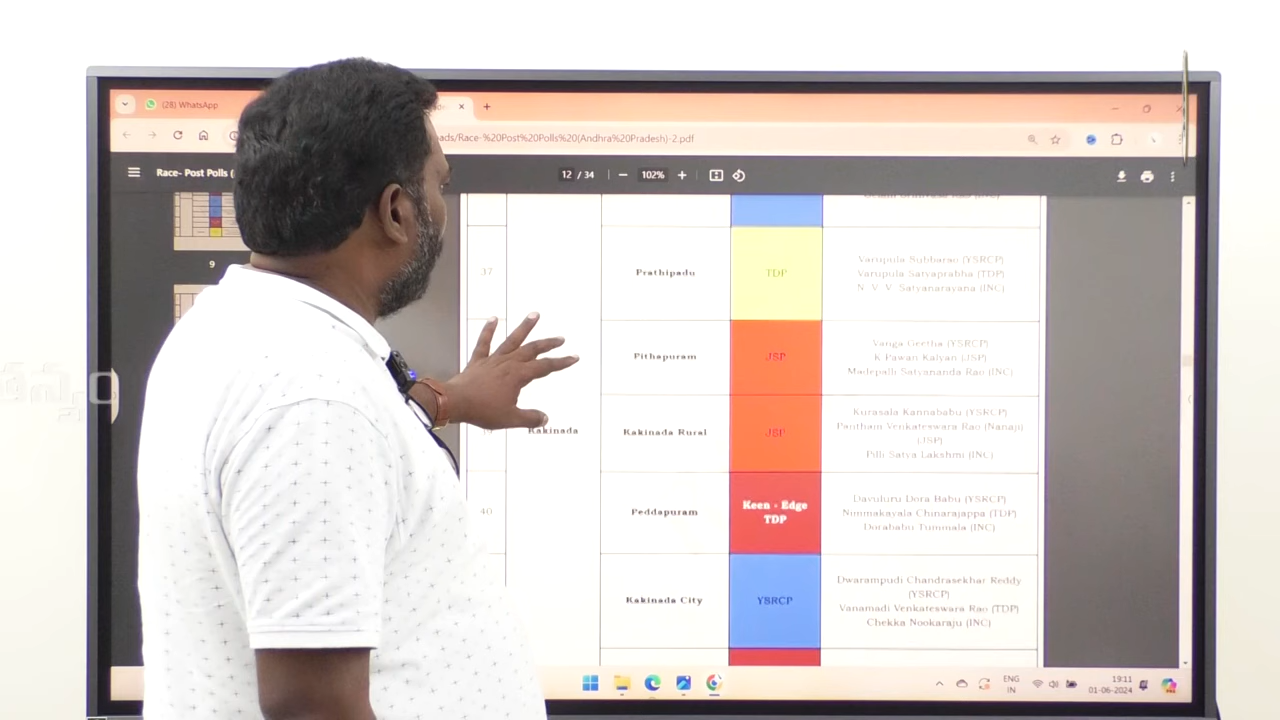 (28) WhatsApp
ads/Race-%20Post%20Polls%20(Andhra%20Pradesh)-2.pdf
Race- Post Polls (
12 / 34
102%
9
37
Prathipadu
TDP
Varupula Subbarao (YSRCP)
Varupula Satyaprabha (TDP)
N. V. V. Satyanarayana (INC)
Pithapuram
JSP
Vanga Geetha (YSRCP)
K Pawan Kalyan (JSP)
Madepalli Satyananda Rao (INC)
Kakinada
Kakinada Rural
JSP
Kurasala Kannababu (YSRCP)
Pantham Venkateswara Rao (Nanaji)
(JSP)
Pilli Satya Lakshmi (INC)
40
Peddapuram
Keen - Edge
TDP
Davuluru Dora Babu (YSRCP)
Nimmakayala Chinarajappa (TDP)
Dorababu Tummala (INC)
Kakinada City
YSRCP
Dwarampudi Chandrasekhar Reddy
(YSRCP)
Vanamadi Venkateswara Rao (TDP)
Chekka Nookaraju (INC)
ENG
IN
19:11
01-06-2024